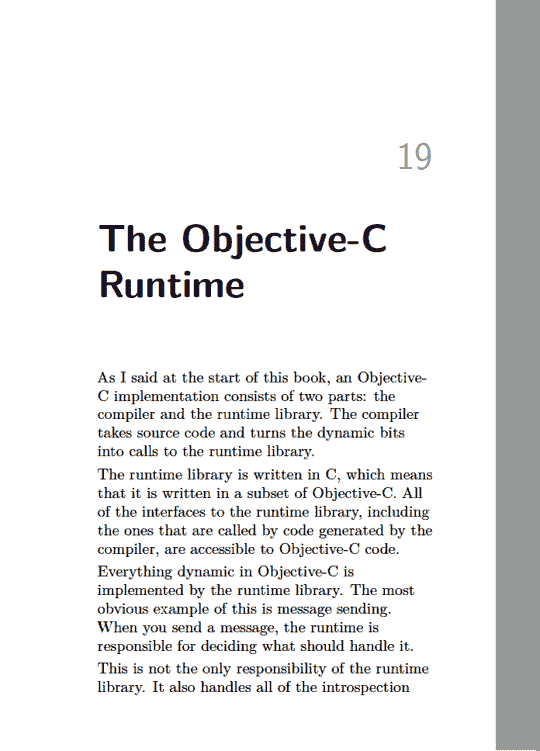 19
The Objective-C
Runtime
As I said at the start of this book, an Objective-
C implementation consists of two parts: the
compiler and the runtime library. The compiler
takes source code and turns the dynamic bits
into calls to the runtime library.
The runtime library is written in C, which means
that it is written in a subset of Objective-C. All
of the interfaces to the runtime library, including
the ones that are called by code generated by the
compiler, are accessible to Objective-C code.
Everything dynamic in Objective-C is
implemented by the runtime library. The most
obvious example of this is message sending.
When you send a message, the runtime is
responsible for deciding what should handle it.
This is not the only responsibility of the runtime
library. It also handles all of the introspection